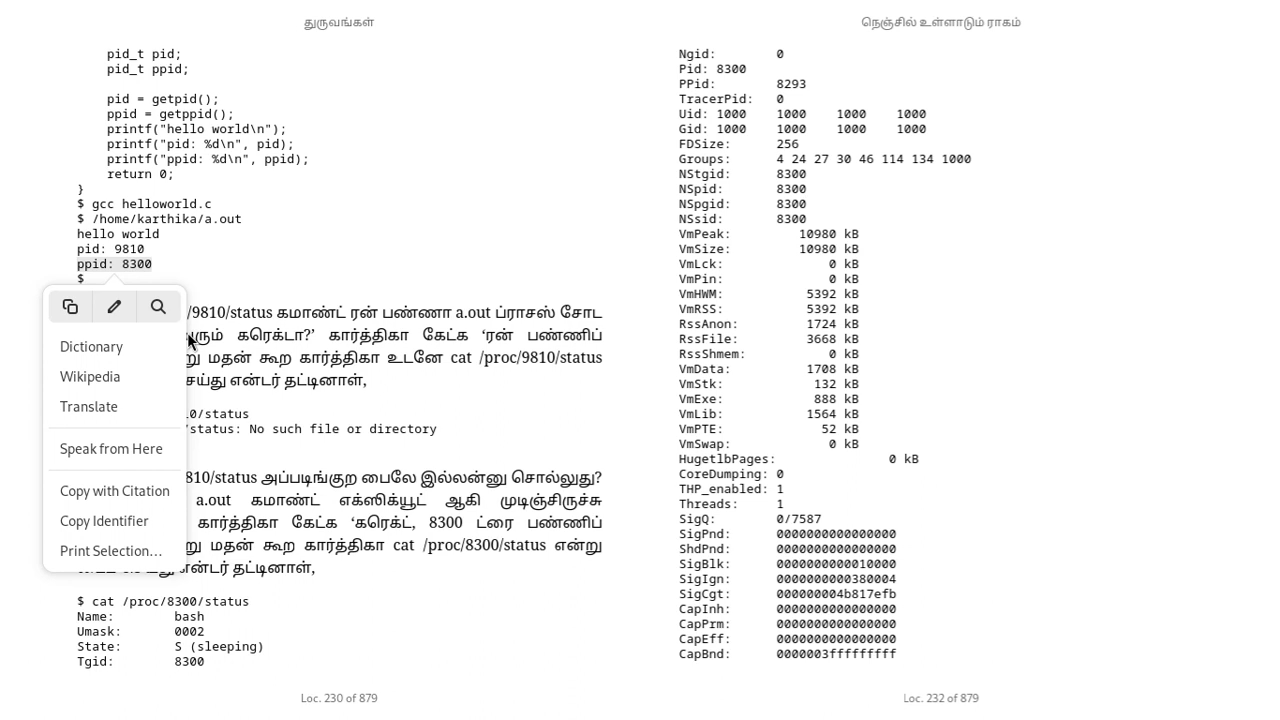 துருவங்கள்
pid_t pid;
pid_t ppid;
pid = getpid();
ppid = getppid();
printf("hello world\n");
printf("pid: %d\n", pid);
printf("ppid: %d\n", ppid);
return 0;
}
$ gcc helloworld.c
$ /home/karthika/a.out
hello world
pid: 9810
ppid: 8300
$
/9810/status கமாண்ட் ரன் பண்ணா a.out ப்ராசஸ் சோட
கரெக்டா?’ கார்த்திகா கேட்க ‘ரன் பண்ணிப்
மதன் கூற கார்த்திகா உடனே cat /proc/9810/status
என்டர் தட்டினாள்,
/status
/status: No such file or directory
9810/status அப்படிங்குற பைலே இல்லன்னு சொல்லுது?
a.out கமாண்ட் எக்ஸிக்யூட் ஆகி முடிஞ்சிருச்சு
கார்த்திகா கேட்க ‘கரெக்ட், 8300 ட்ரை பண்ணிப்
மதன் கூற கார்த்திகா cat /proc/8300/status என்று
என்டர் தட்டினாள்,
$ cat /proc/8300/status
Name: bash
Umask: 0002
State: S (sleeping)
Tgid: 8300
Loc. 230 of 879
Dictionary
Wikipedia
Translate
Speak from Here
Copy with Citation
Copy Identifier
Print Selection...
நெஞ்சில் உள்ளாடும் ராகம்
Ngid: 0
Pid: 8300
PPid: 8293
TracerPid: 0
Uid: 1000 1000 1000 1000
Gid: 1000 1000 1000 1000
FDSize: 256
Groups: 4 24 27 30 46 114 134 1000
NStgid: 8300
NSpid: 8300
NSpgid: 8300
NSsid: 8300
VmPeak: 10980 kB
VmSize: 10980 kB
VmLck: 0 kB
VmPin: 0 kB
VmHWM: 5392 kB
VmRSS: 5392 kB
RssAnon: 1724 kB
RssFile: 3668 kB
RssShmem: 0 kB
VmData: 1708 kB
VmStk: 132 kB
VmExe: 888 kB
VmLib: 1564 kB
VmPTE: 52 kB
VmSwap: 0 kB
HugetlbPages: 0 kB
CoreDumping: 0
THP_enabled: 1
Threads: 1
SigQ: 0/7587
SigPnd: 0000000000000000
ShdPnd: 0000000000000000
SigBlk: 0000000000010000
SigIgn: 0000000000380004
SigCgt: 000000004b817efb
CapInh: 0000000000000000
CapPrm: 0000000000000000
CapEff: 0000000000000000
CapBnd: 0000003fffffffff
Loc. 232 of 879